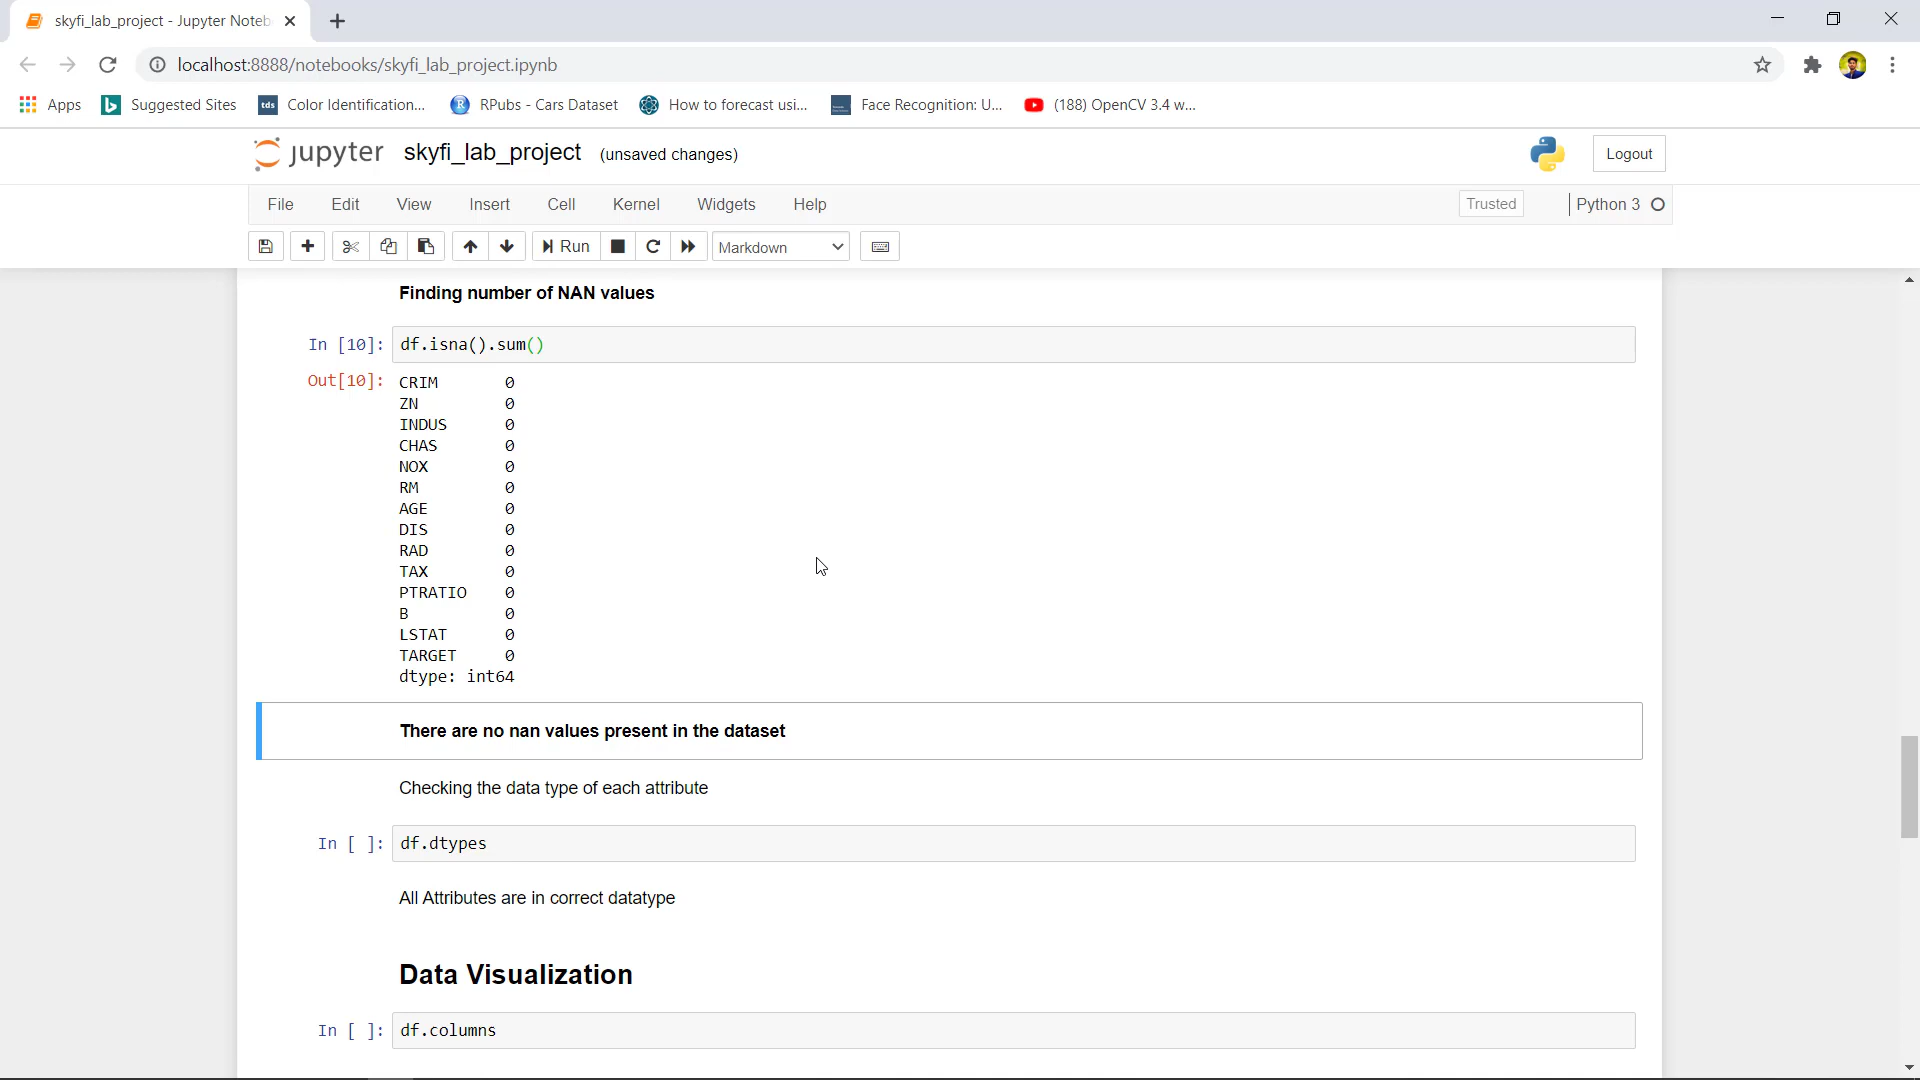 skyfi_lab_project - Jupyter Noteb
localhost:8888/notebooks/skyfi_lab_project.ipynb
Apps Suggested Sites tds Color Identification... R RPubs - Cars Dataset How to forecast usi... Face Recognition: U... (188) OpenCV 3.4 w...
jupyter skyfi_lab_project (unsaved changes) Logout
File Edit View Insert Cell Kernel Widgets Help Trusted Python 3
Run Markdown
Finding number of NAN values
In [10]: df.isna().sum()
Out[10]: CRIM 0
ZN 0
INDUS 0
CHAS 0
NOX 0
RM 0
AGE 0
DIS 0
RAD 0
TAX 0
PTRATIO 0
B 0
LSTAT 0
TARGET 0
dtype: int64
There are no nan values present in the dataset
Checking the data type of each attribute
In [ ]: df.dtypes
All Attributes are in correct datatype
Data Visualization
In [ ]: df.columns